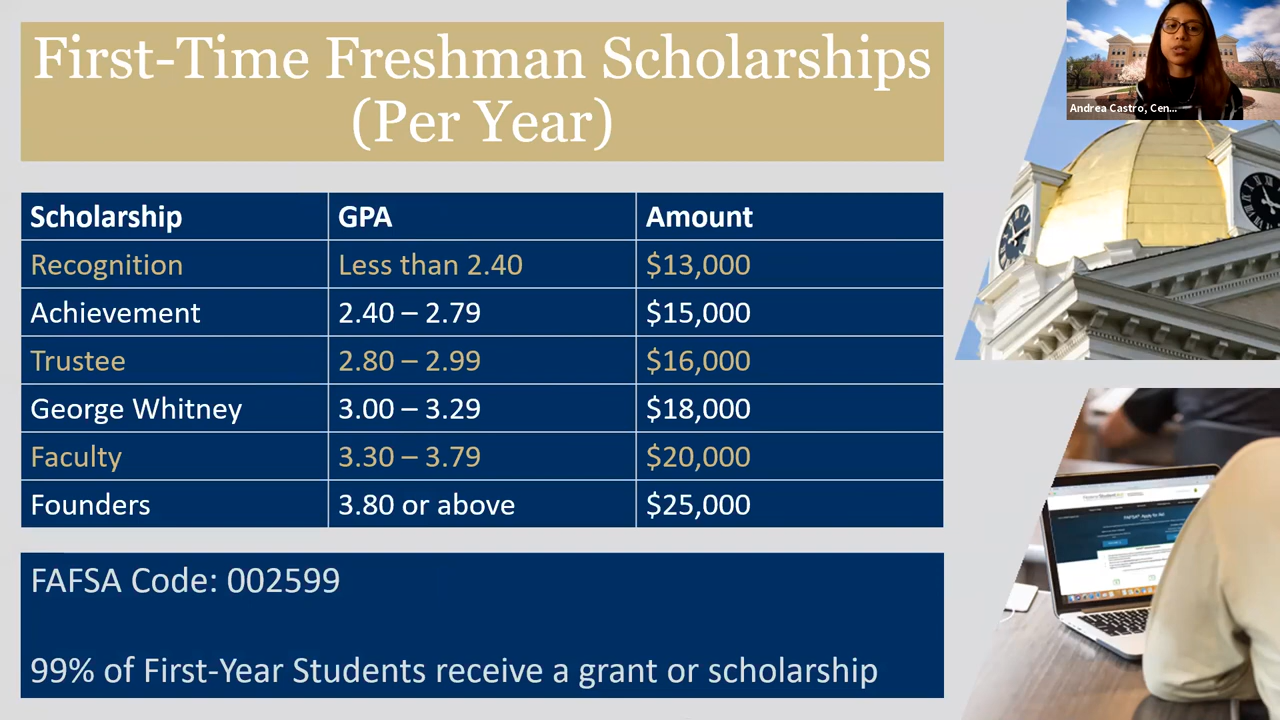 First-Time Freshman Scholarships
(Per Year)
Andrea Castro, Cen...
Scholarship GPA Amount
Recognition Less than 2.40 $13,000
Achievement 2.40 – 2.79 $15,000
Trustee 2.80 – 2.99 $16,000
George Whitney 3.00 – 3.29 $18,000
Faculty 3.30 – 3.79 $20,000
Founders 3.80 or above $25,000
FAFSA Code: 002599
99% of First-Year Students receive a grant or scholarship